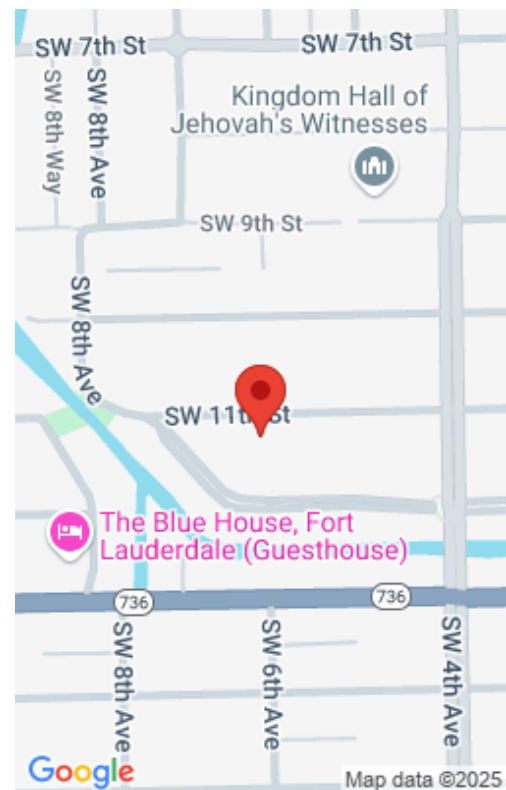 SW 7th St
SW 7th St
SW 8th Way
SW 8th Ave
Kingdom Hall of
Jehovah's Witnesses
SW 9th St
SW 8th Ave
SW 11th St
The Blue House, Fort
Lauderdale (Guesthouse)
736
736
SW 8th Ave
SW 6th Ave
SW 4th Ave
Google
Map data ©2025